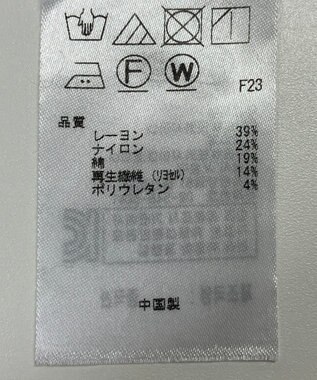 F W
F23
品質
レーヨン 39%
ナイロン 24%
綿 19%
再生繊維 (リヨセル) 14%
ポリウレタン 4%
中国製